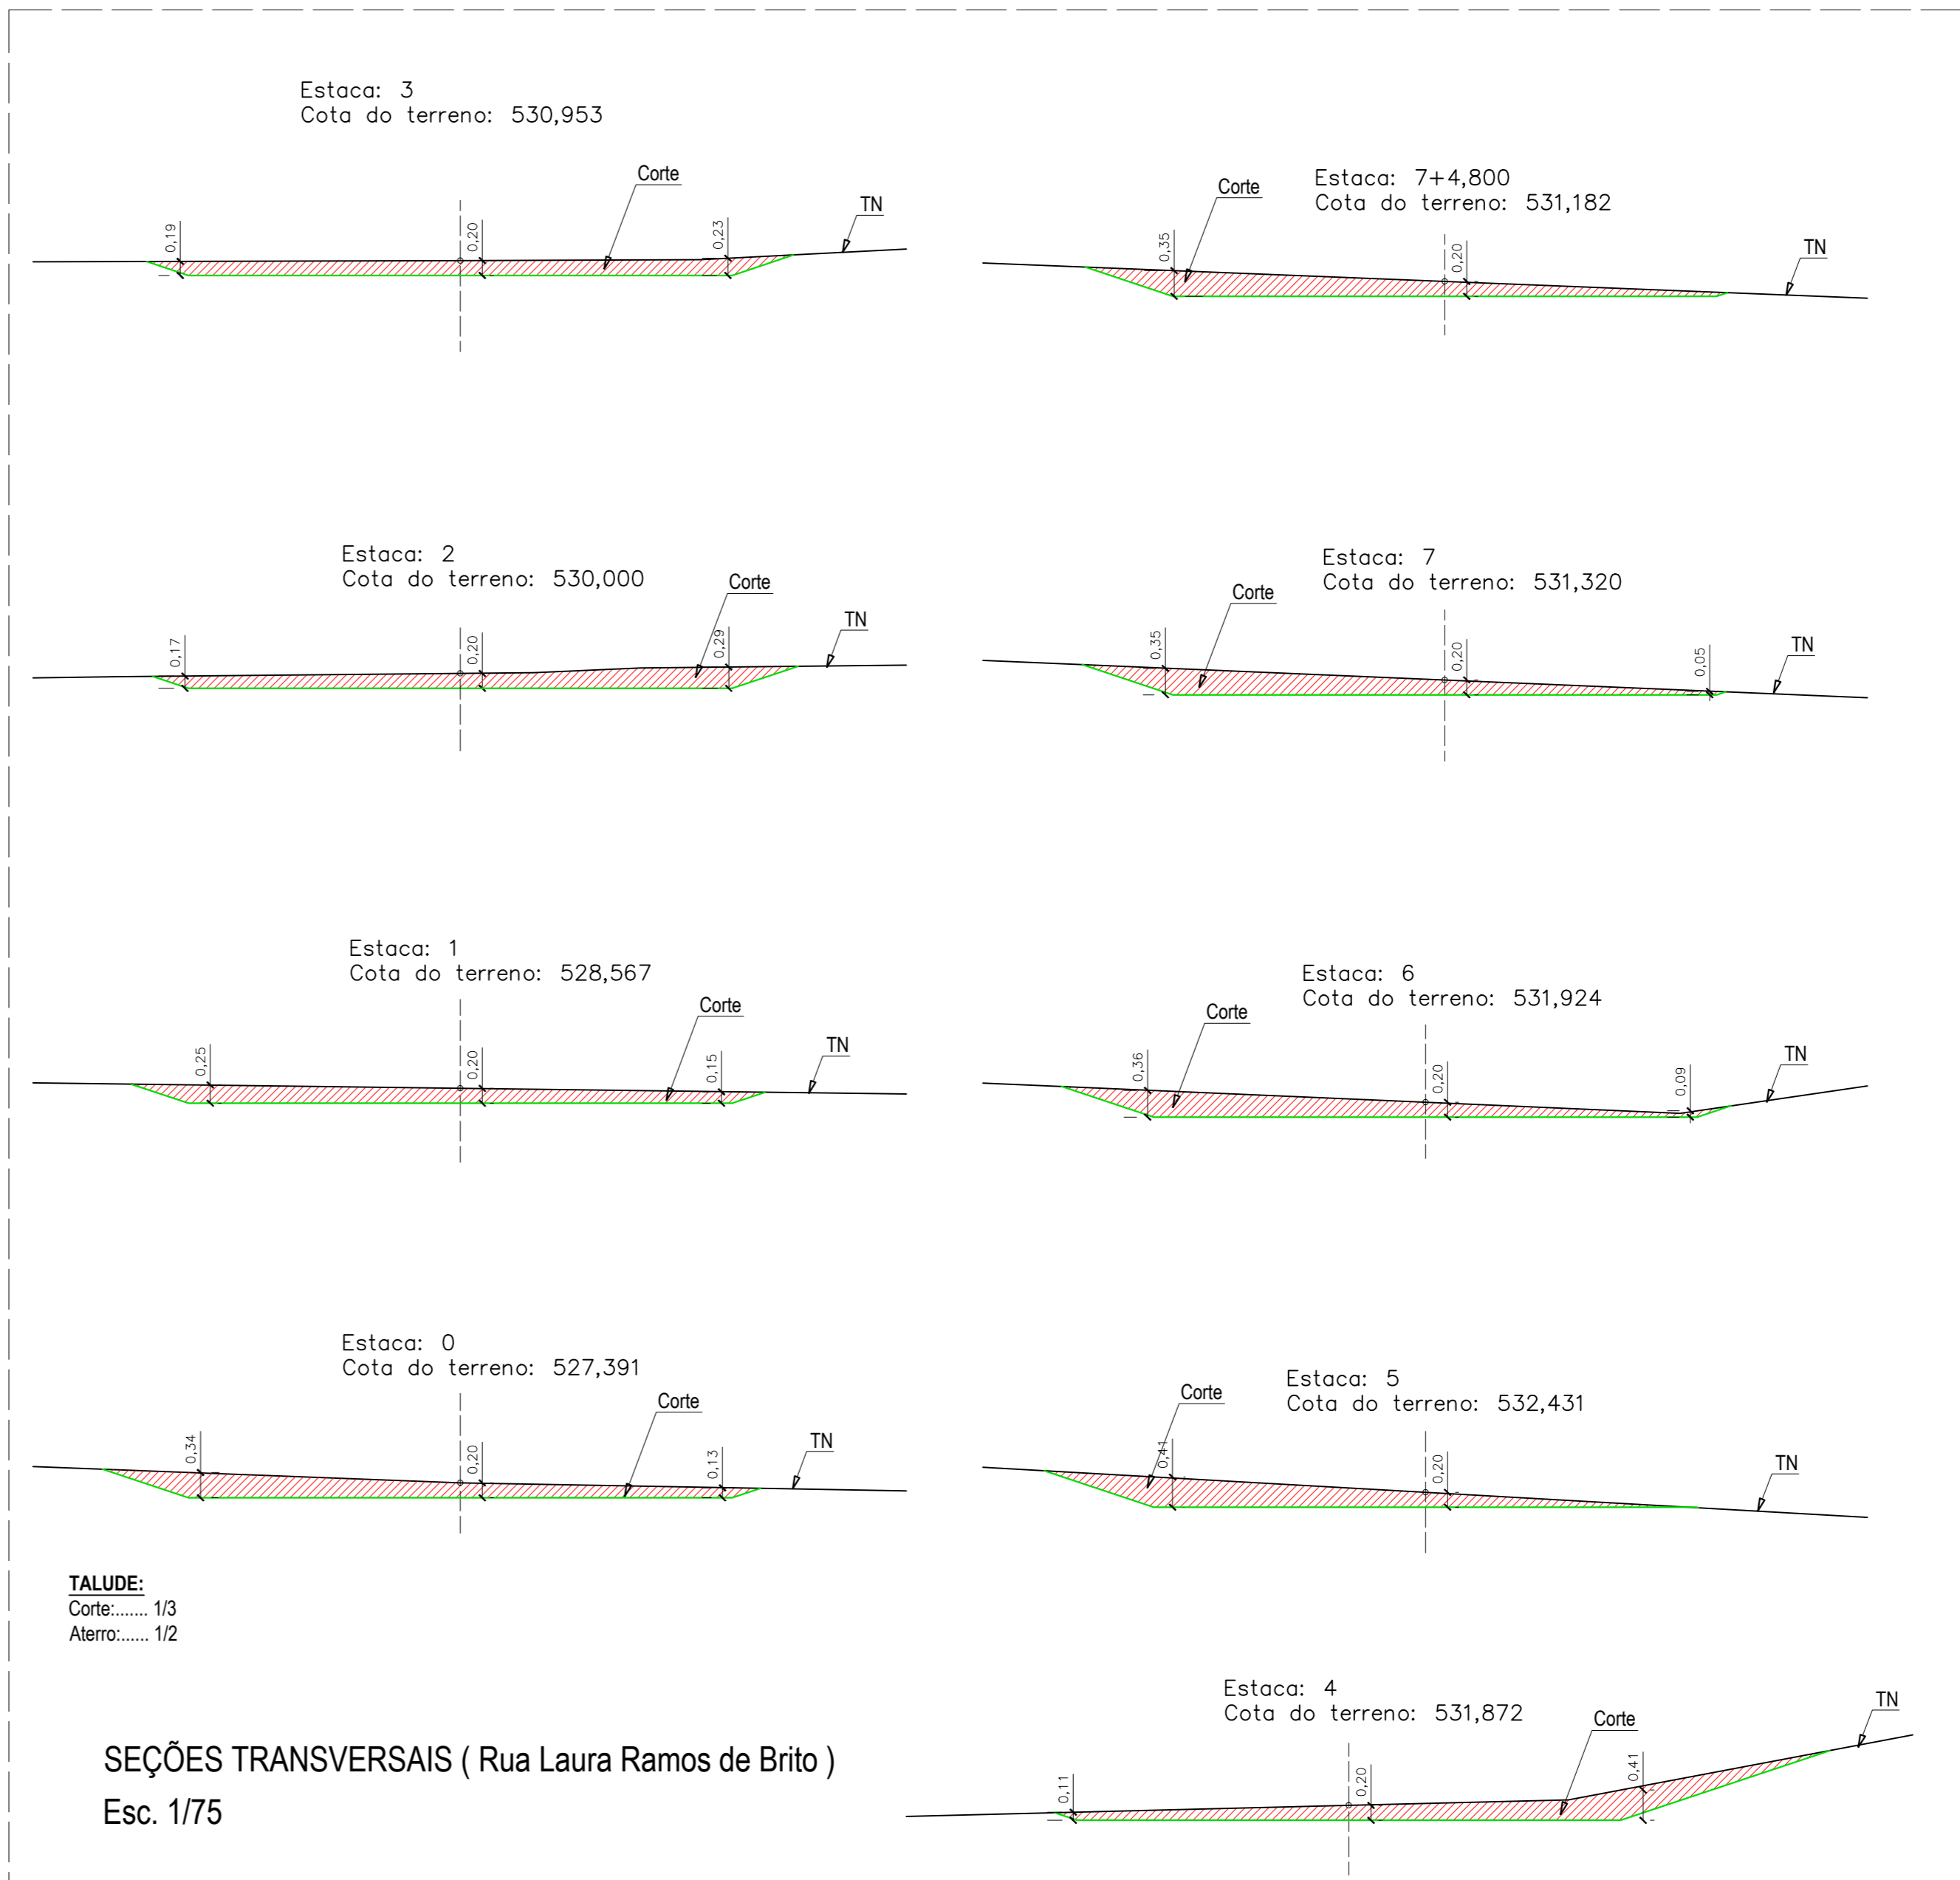 Estaca: 3
Cota do terreno: 530,953
Corte
TN
0,19
0,20
0,23
Estaca: 7+4,800
Cota do terreno: 531,182
Corte
TN
0,35
0,20
Estaca: 2
Cota do terreno: 530,000
Corte
TN
0,17
0,20
0,29
Estaca: 7
Cota do terreno: 531,320
Corte
TN
0,35
0,20
0,05
Estaca: 1
Cota do terreno: 528,567
Corte
TN
0,25
0,20
0,15
Estaca: 6
Cota do terreno: 531,924
Corte
TN
0,36
0,20
0,09
Estaca: 0
Cota do terreno: 527,391
Corte
TN
0,34
0,20
0,13
Estaca: 5
Cota do terreno: 532,431
Corte
TN
0,41
0,20
TALUDE:
Corte:....... 1/3
Aterro:...... 1/2
Estaca: 4
Cota do terreno: 531,872
Corte
TN
0,11
0,20
0,41
SEÇÕES TRANSVERSAIS ( Rua Laura Ramos de Brito )
Esc. 1/75